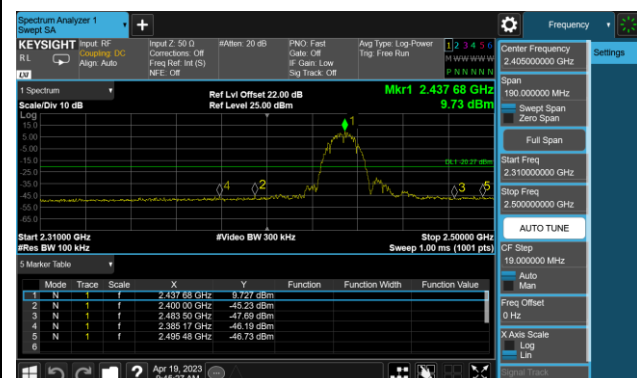 Spectrum Analyzer 1
Swept SA
+
Frequency
KEYSIGHT
RL
LXI
Input: RF
Coupling: DC
Align: Auto
Input Z: 50 Ω
Corrections: Off
Freq Ref: Int (S)
NFE: Off
#Atten: 20 dB
PNO: Fast
Gate: Off
IF Gain: Low
Sig Track: Off
Avg Type: Log-Power
Trig: Free Run
1 2 3 4 5 6
M W W W W W
P N N N N N
1 Spectrum
Scale/Div 10 dB
Log
Ref Lvl Offset 22.00 dB
Ref Level 25.00 dBm
Mkr1 2.437 68 GHz
9.73 dBm
15.0
5.00
-5.00
-15.0
-25.0
-35.0
-45.0
-55.0
-65.0
1
DL1 -20.27 dBm
4
2
3
5
Start 2.31000 GHz
#Res BW 100 kHz
#Video BW 300 kHz
Stop 2.50000 GHz
Sweep 1.00 ms (1001 pts)
5 Marker Table
Mode Trace Scale X Y Function Function Width Function Value
1 N 1 f 2.437 68 GHz 9.727 dBm
2 N 1 f 2.400 00 GHz -45.23 dBm
3 N 1 f 2.483 50 GHz -47.69 dBm
4 N 1 f 2.385 17 GHz -46.19 dBm
5 N 1 f 2.495 48 GHz -46.73 dBm
6
?
Apr 19, 2023
Center Frequency
2.405000000 GHz
Span
190.000000 MHz
Swept Span
Zero Span
Full Span
Start Freq
2.310000000 GHz
Stop Freq
2.500000000 GHz
AUTO TUNE
CF Step
19.000000 MHz
Auto
Man
Freq Offset
0 Hz
X Axis Scale
Log
Lin
Signal Track
Settings